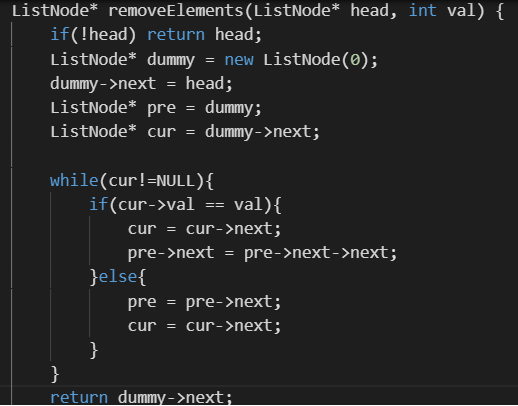 ListNode* removeElements(ListNode* head, int val) {
    if(!head) return head;
    ListNode* dummy = new ListNode(0);
    dummy->next = head;
    ListNode* pre = dummy;
    ListNode* cur = dummy->next;

    while(cur!=NULL){
        if(cur->val == val){
            cur = cur->next;
            pre->next = pre->next->next;
        }else{
            pre = pre->next;
            cur = cur->next;
        }
    }
    return dummy->next;